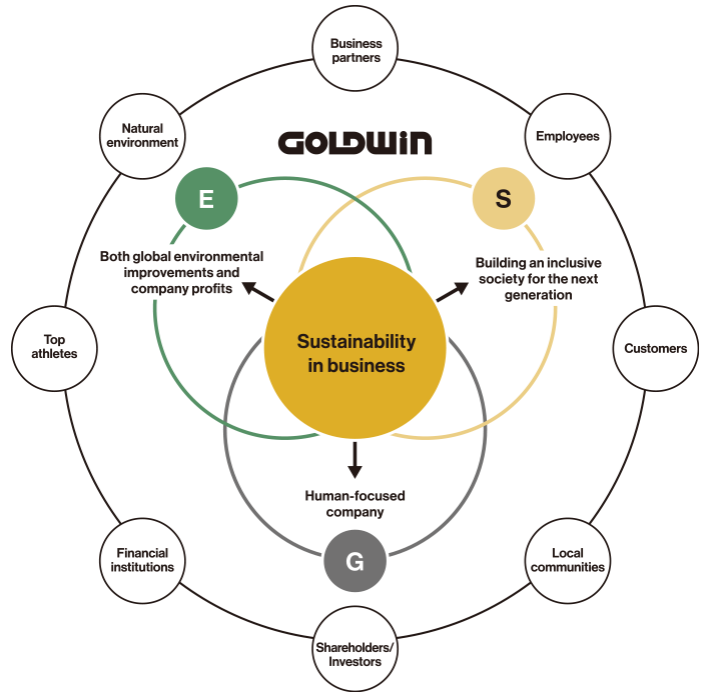 Business
partners
Natural
environment
Employees
GOLDWIN
E
S
Both global environmental
improvements and
company profits
Building an inclusive
society for the next
generation
Top
athletes
Sustainability
in business
Customers
Human-focused
company
G
Financial
institutions
Local
communities
Shareholders/
Investors